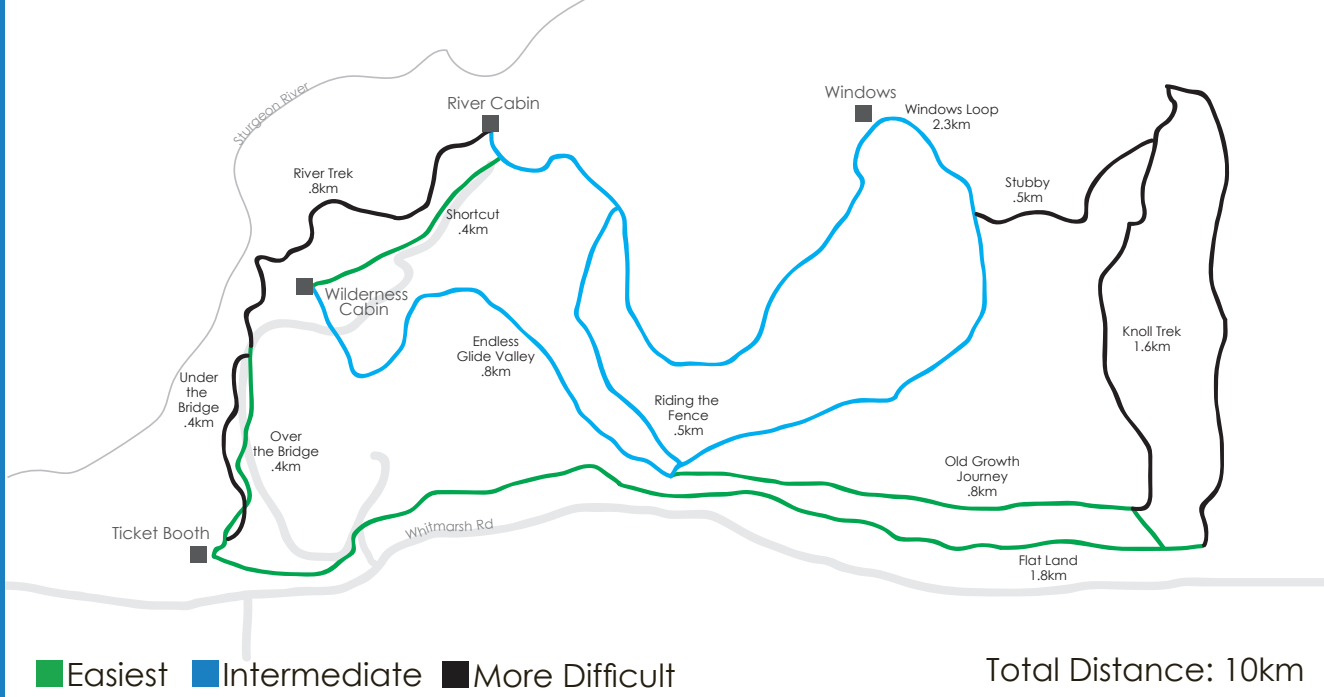 Sturgeon River
River Cabin
Windows
Windows Loop
2.3km
River Trek
.8km
Stubby
.5km
Shortcut
.4km
Wilderness
Cabin
Endless
Glide Valley
.8km
Knoll Trek
1.6km
Under
the
Bridge
.4km
Riding the
Fence
.5km
Over
the Bridge
.4km
Old Growth
Journey
.8km
Ticket Booth
Whitmarsh Rd
Flat Land
1.8km
Easiest
Intermediate
More Difficult
Total Distance: 10km